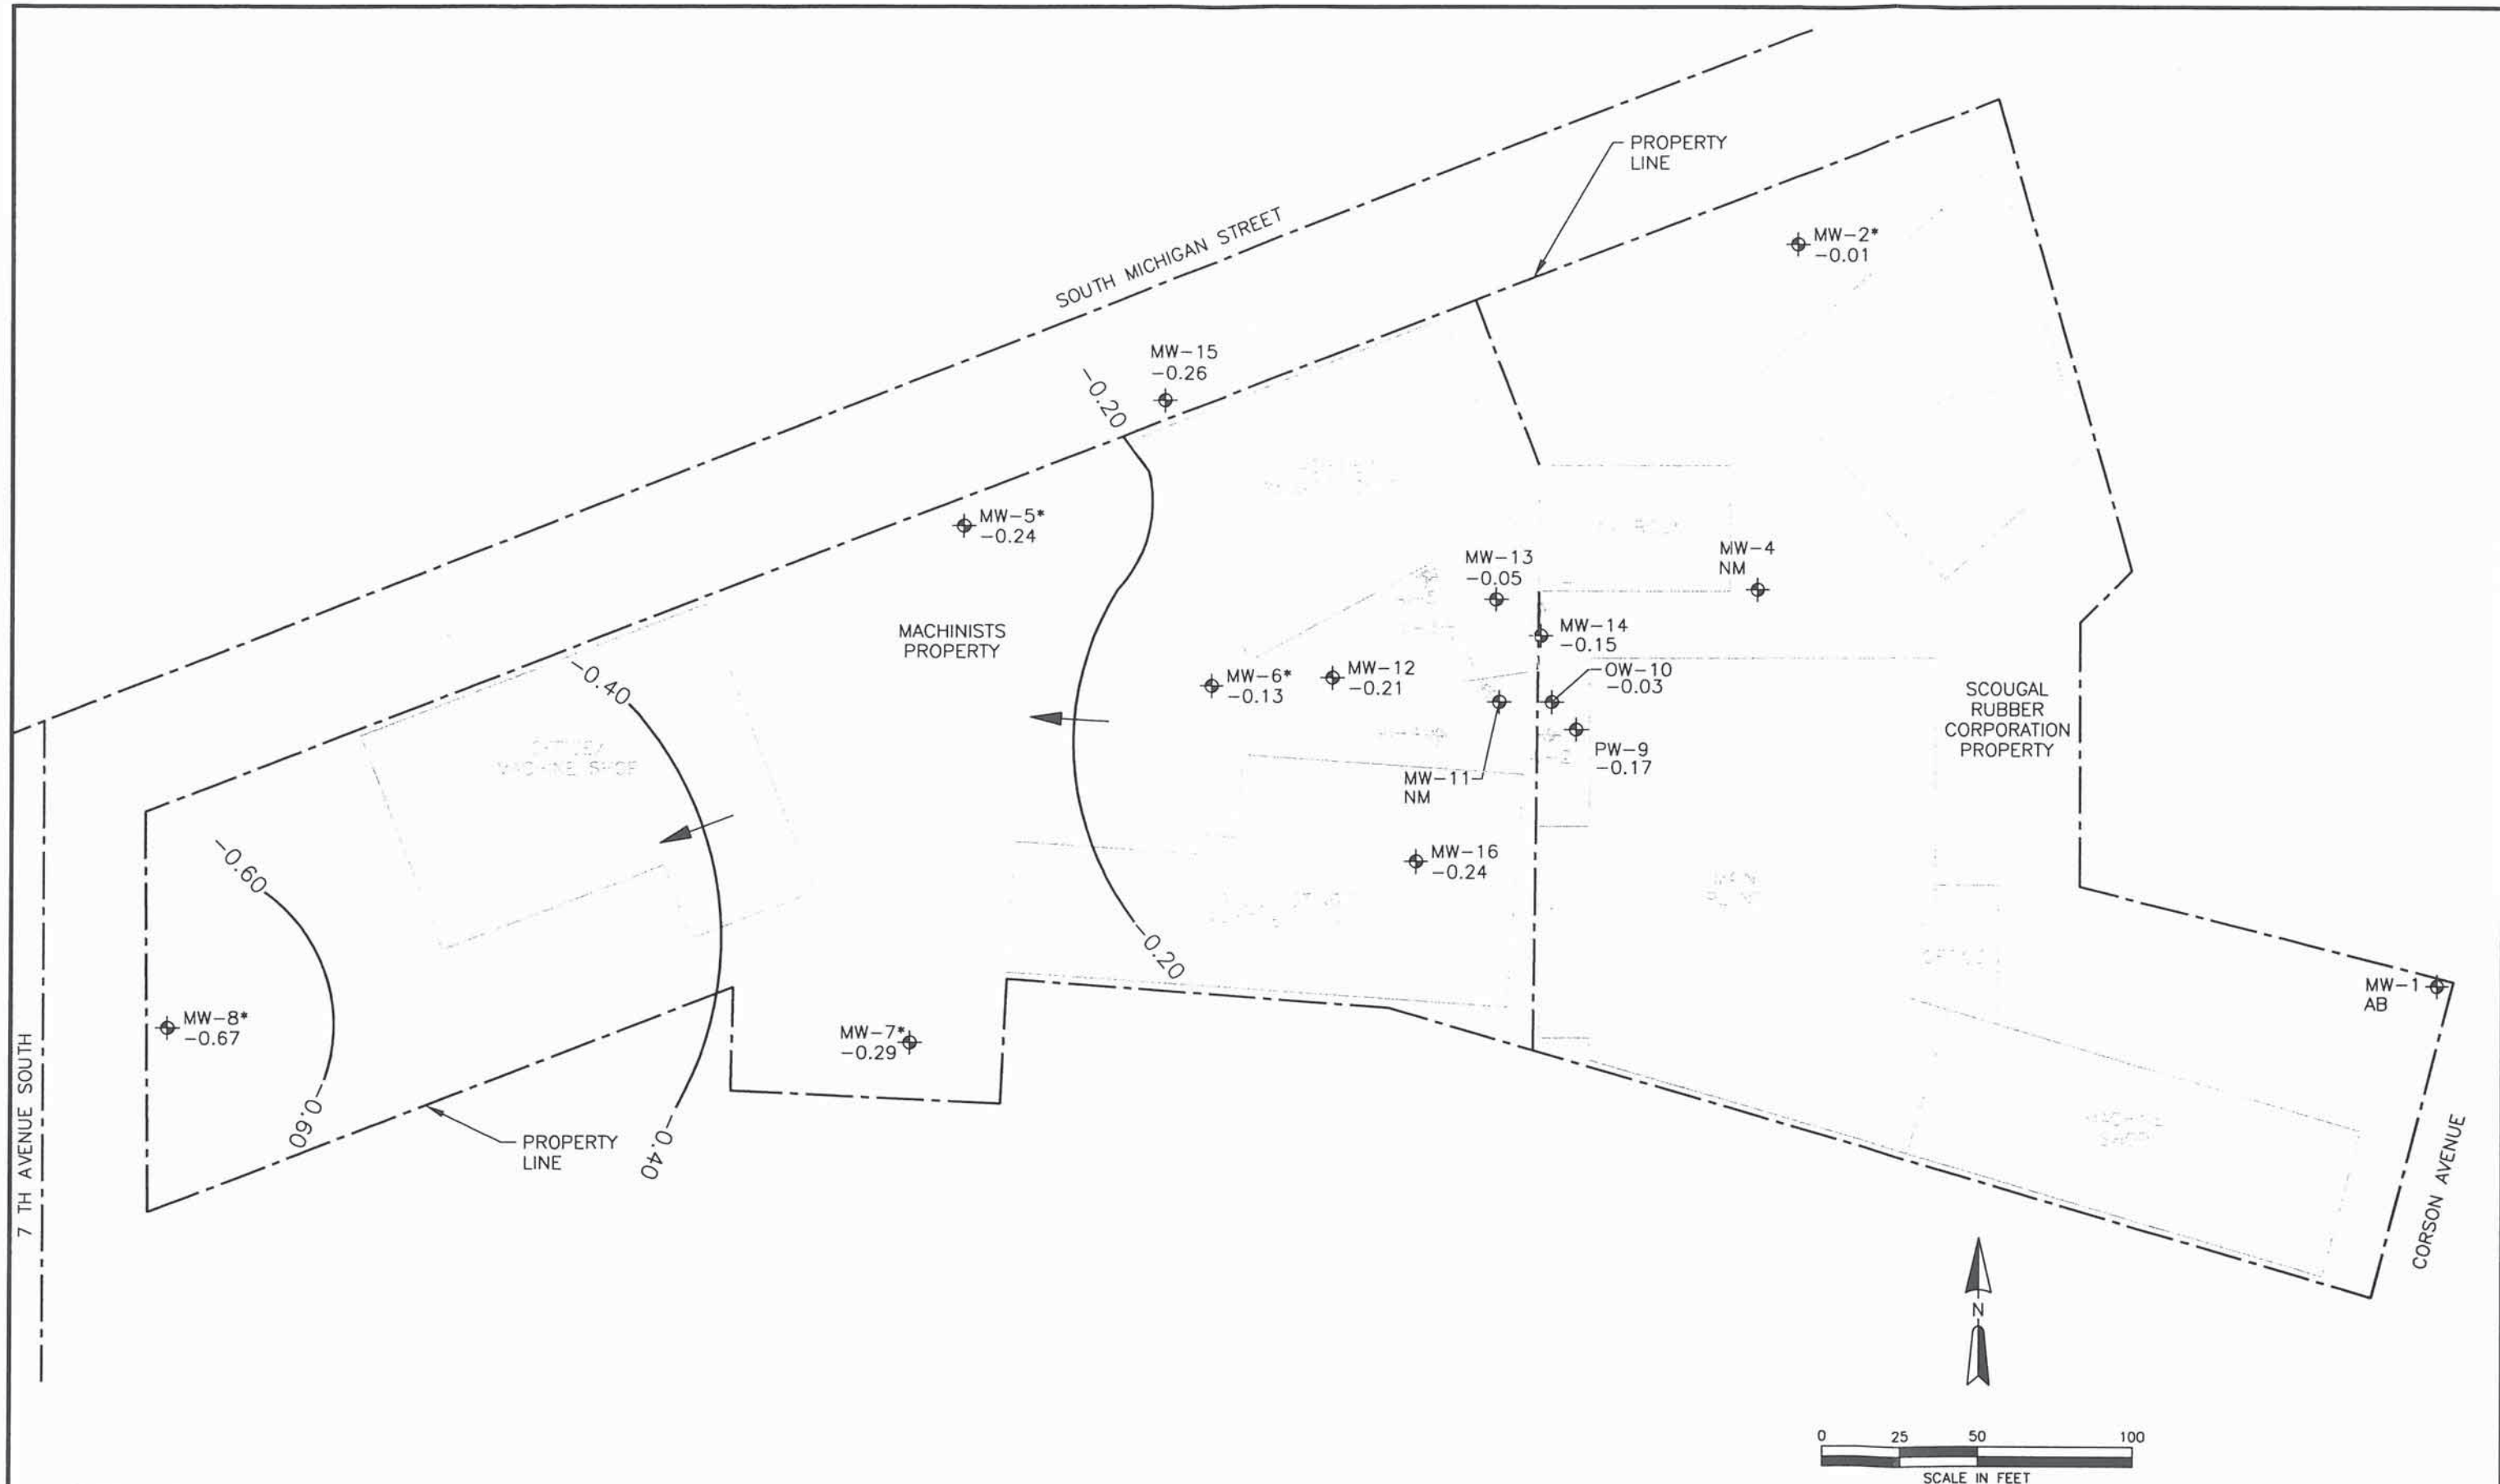 PROPERTY
LINE
SOUTH MICHIGAN STREET
MW-2*
-0.01
MW-15
-0.26
-0.20
MW-5*
-0.24
MW-13
-0.05
MW-4
NM
MACHINISTS
PROPERTY
MW-14
-0.15
-0.40
MW-6*
-0.13
MW-12
-0.21
OW-10
-0.03
SCOUGAL
RUBBER
CORPORATION
PROPERTY
MACHINE SHOP
PW-9
-0.17
MW-11
NM
-0.60
MW-16
-0.24
-0.20
MW-1
AB
MW-8*
-0.67
MW-7*
-0.29
7 TH AVENUE SOUTH
-0.60
PROPERTY
LINE
-0.40
CORSON AVENUE
N
0 25 50 100
SCALE IN FEET